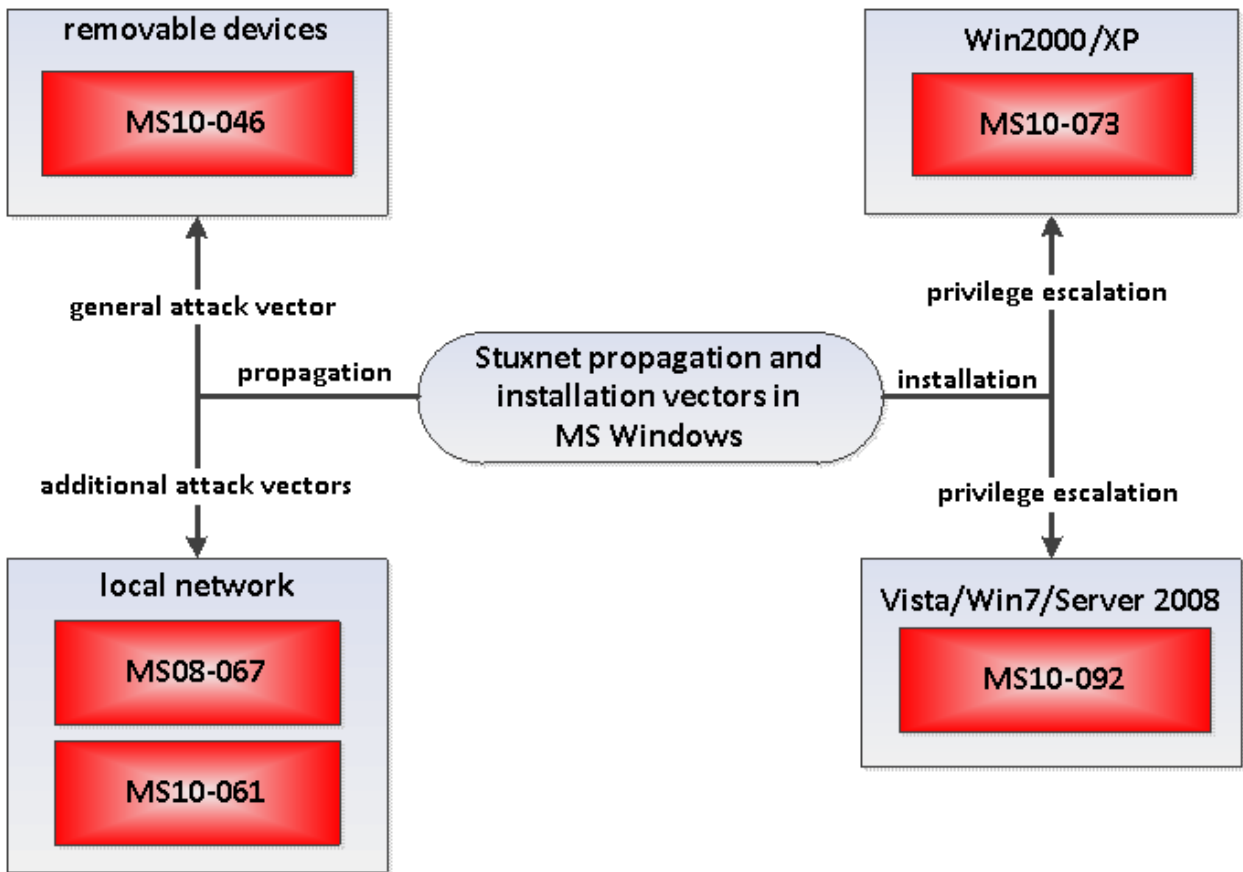 removable devices
MS10-046
general attack vector
propagation
additional attack vectors
local network
MS08-067
MS10-061
Stuxnet propagation and
installation vectors in
MS Windows
Win2000/XP
MS10-073
privilege escalation
installation
privilege escalation
Vista/Win7/Server 2008
MS10-092